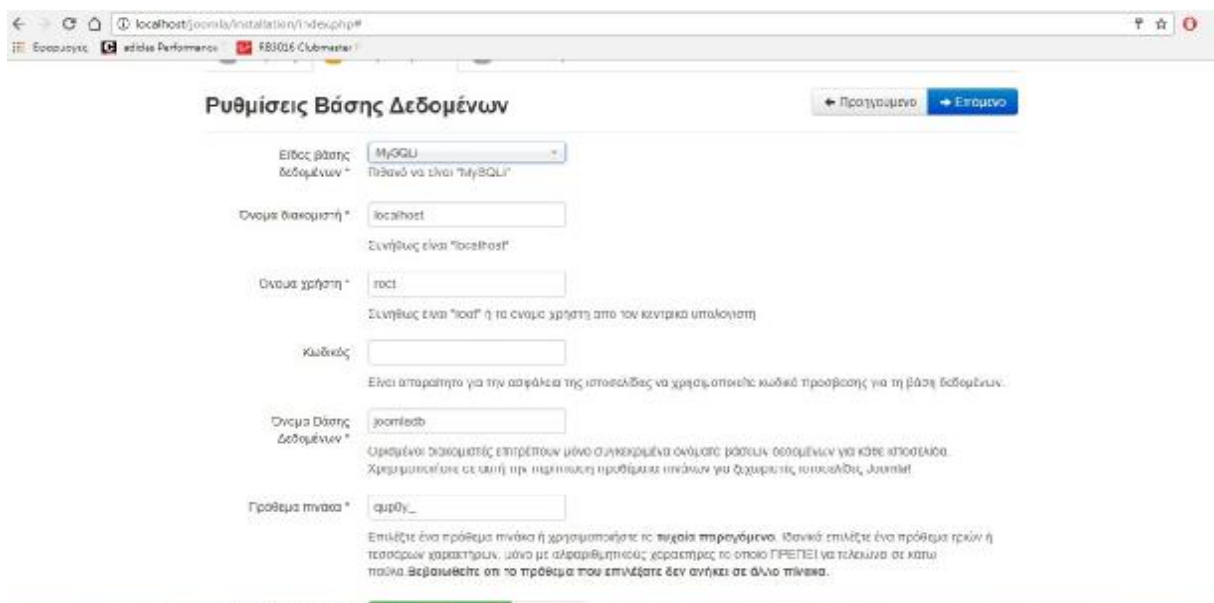 localhost/joomla/installation/index.php#
Εφαρμογές adidas Performance RB3016 Clubmaster
Ρυθμίσεις Βάσης Δεδομένων
Προηγούμενο
Επόμενο
Είδος βάσης δεδομένων *
MySQLi
Πιθανό να είναι "MySQLi"
Όνομα διακομιστή *
localhost
Συνήθως είναι "localhost"
Όνομα χρήστη *
root
Συνήθως είναι "root" ή το όνομα χρήστη από τον κεντρικό υπολογιστή
Κωδικός
Είναι απαραίτητο για την ασφάλεια της ιστοσελίδας να χρησιμοποιείτε κωδικό πρόσβασης για τη βάση δεδομένων.
Όνομα Βάσης Δεδομένων *
joomladb
Ορισμένοι διακομιστές επιτρέπουν μόνο συγκεκριμένα ονόματα βάσεων δεδομένων για κάθε ιστοσελίδα.
Χρησιμοποιήστε σε αυτή την περίπτωση προθέματα πινάκων για ξεχωριστές ιστοσελίδες Joomla!
Πρόθεμα πίνακα *
Επιλέξτε ένα πρόθεμα πίνακα ή χρησιμοποιήστε το τυχαία παραγόμενο. Ιδανικά επιλέξτε ένα πρόθεμα τριών ή
τεσσάρων χαρακτήρων, μόνο με αλφαριθμητικούς χαρακτήρες το οποίο ΠΡΕΠΕΙ να τελειώνει σε κάτω
παύλα. Βεβαιωθείτε οτι το πρόθεμα που επιλέξατε δεν ανήκει σε άλλο πίνακα.